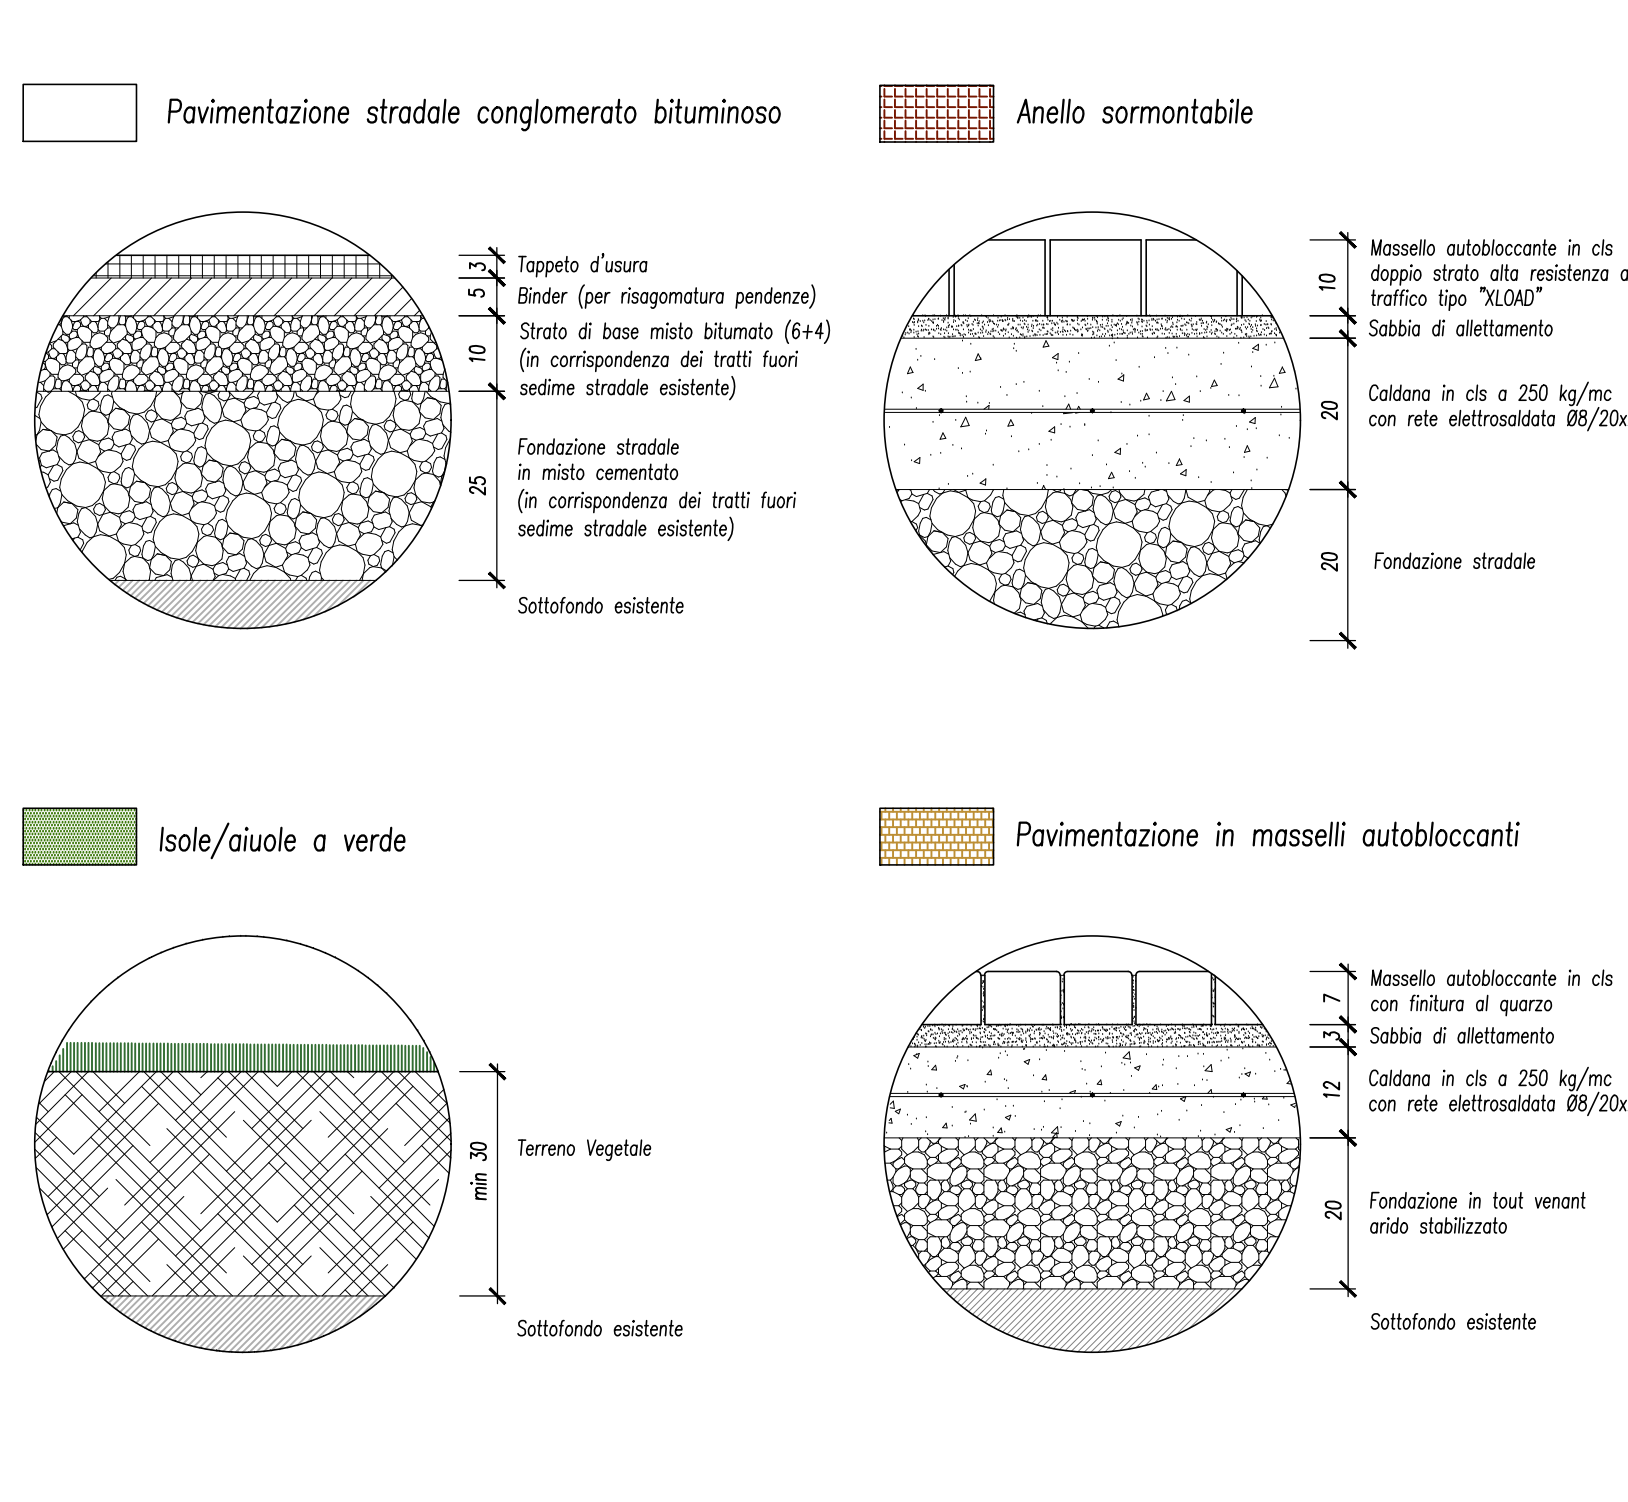 Pavimentazione stradale conglomerato bituminoso
3
Tappeto d'usura
5
Binder (per risagomatura pendenze)
10
Strato di base misto bitumato (6+4)
(in corrispondenza dei tratti fuori
sedime stradale esistente)
25
Fondazione stradale
in misto cementato
(in corrispondenza dei tratti fuori
sedime stradale esistente)
Sottofondo esistente
Anello sormontabile
10
Massello autobloccante in cls
doppio strato alta resistenza a
traffico tipo "XLOAD"
Sabbia di allettamento
20
Caldana in cls a 250 kg/mc
con rete elettrosaldata Ø8/20x
20
Fondazione stradale
Isole/aiuole a verde
min 30
Terreno Vegetale
Sottofondo esistente
Pavimentazione in masselli autobloccanti
7
Massello autobloccante in cls
con finitura al quarzo
3
Sabbia di allettamento
12
Caldana in cls a 250 kg/mc
con rete elettrosaldata Ø8/20x
20
Fondazione in tout venant
arido stabilizzato
Sottofondo esistente